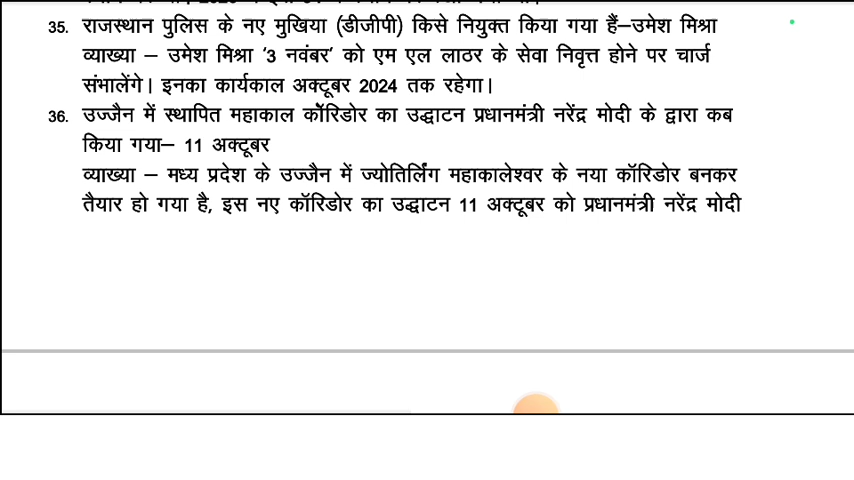 35. राजस्थान पुलिस के नए मुखिया (डीजीपी) किसे नियुक्त किया गया हैं–उमेश मिश्रा
व्याख्या – उमेश मिश्रा '3 नवंबर' को एम एल लाठर के सेवा निवृत्त होने पर चार्ज
संभालेंगे। इनका कार्यकाल अक्टूबर 2024 तक रहेगा।
36. उज्जैन में स्थापित महाकाल कॉरिडोर का उद्घाटन प्रधानमंत्री नरेंद्र मोदी के द्वारा कब
किया गया– 11 अक्टूबर
व्याख्या – मध्य प्रदेश के उज्जैन में ज्योतिर्लिंग महाकालेश्वर के नया कॉरिडोर बनकर
तैयार हो गया है, इस नए कॉरिडोर का उद्घाटन 11 अक्टूबर को प्रधानमंत्री नरेंद्र मोदी